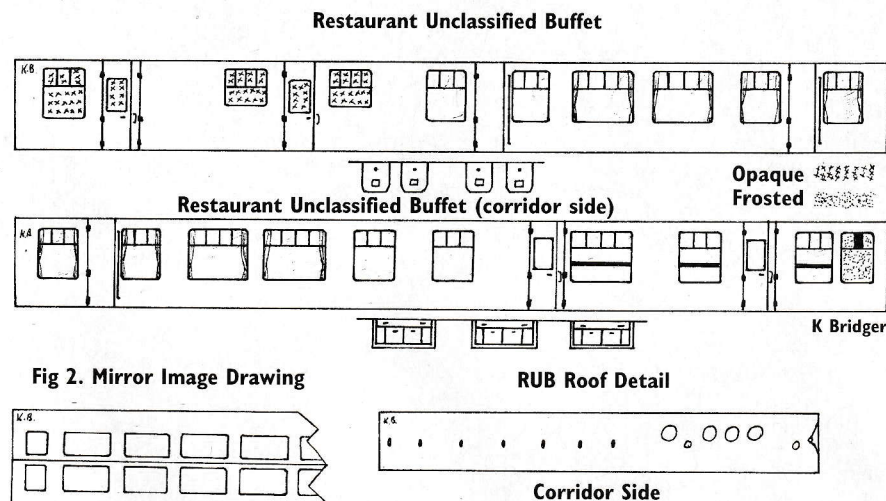 Restaurant Unclassified Buffet
K.B.
Opaque
Frosted
Restaurant Unclassified Buffet (corridor side)
K.B.
K Bridger
Fig 2. Mirror Image Drawing
RUB Roof Detail
K.B.
K.B.
Corridor Side